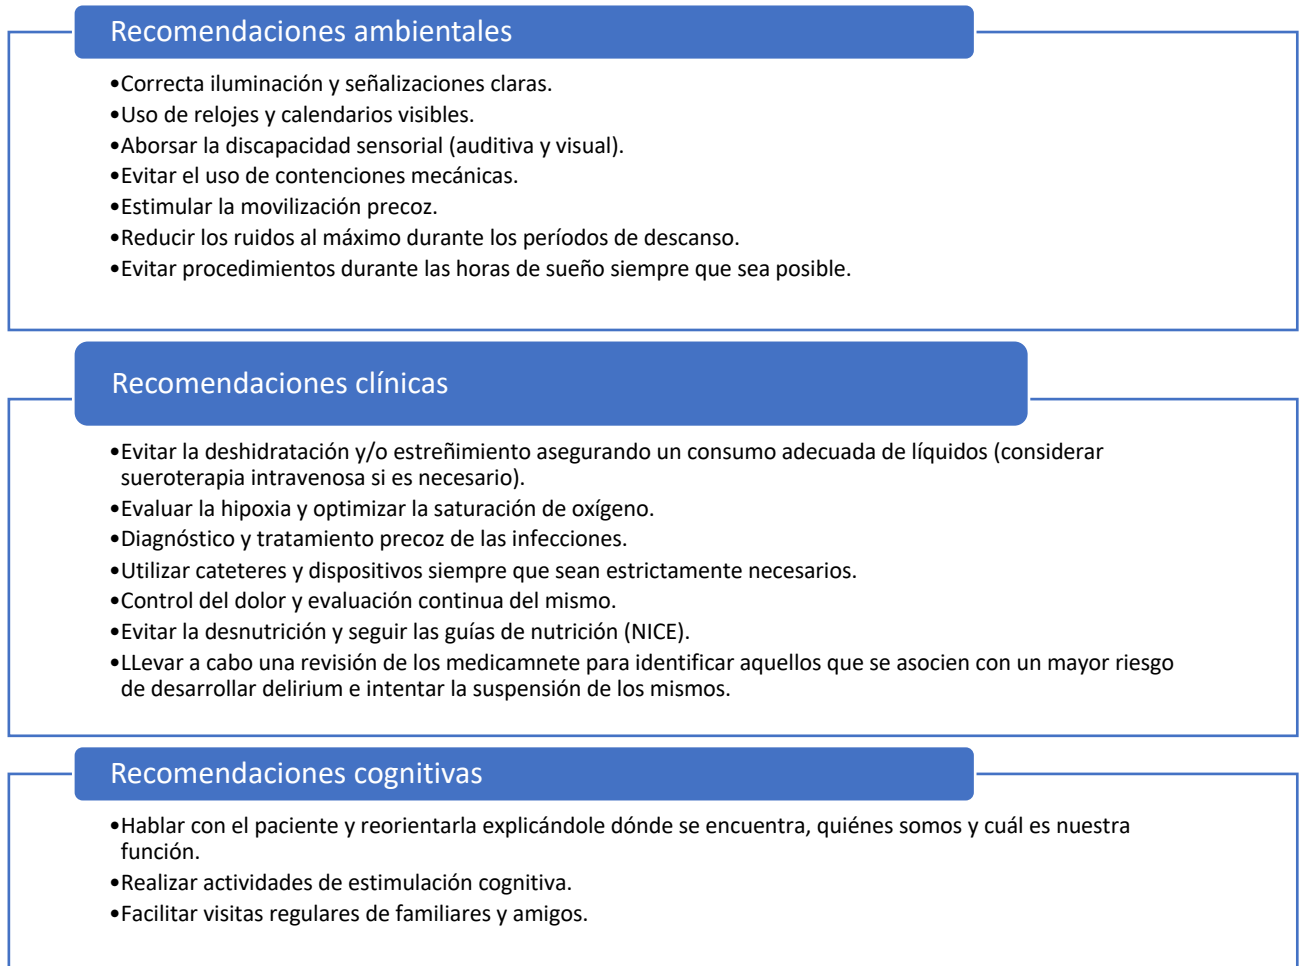 Recomendaciones ambientales
•Correcta iluminación y señalizaciones claras.
•Uso de relojes y calendarios visibles.
•Aborsar la discapacidad sensorial (auditiva y visual).
•Evitar el uso de contenciones mecánicas.
•Estimular la movilización precoz.
•Reducir los ruidos al máximo durante los períodos de descanso.
•Evitar procedimientos durante las horas de sueño siempre que sea posible.
Recomendaciones clínicas
•Evitar la deshidratación y/o estreñimiento asegurando un consumo adecuada de líquidos (considerar
sueroterapia intravenosa si es necesario).
•Evaluar la hipoxia y optimizar la saturación de oxígeno.
•Diagnóstico y tratamiento precoz de las infecciones.
•Utilizar cateteres y dispositivos siempre que sean estrictamente necesarios.
•Control del dolor y evaluación continua del mismo.
•Evitar la desnutrición y seguir las guías de nutrición (NICE).
•LLevar a cabo una revisión de los medicamnete para identificar aquellos que se asocien con un mayor riesgo
de desarrollar delirium e intentar la suspensión de los mismos.
Recomendaciones cognitivas
•Hablar con el paciente y reorientarla explicándole dónde se encuentra, quiénes somos y cuál es nuestra
función.
•Realizar actividades de estimulación cognitiva.
•Facilitar visitas regulares de familiares y amigos.